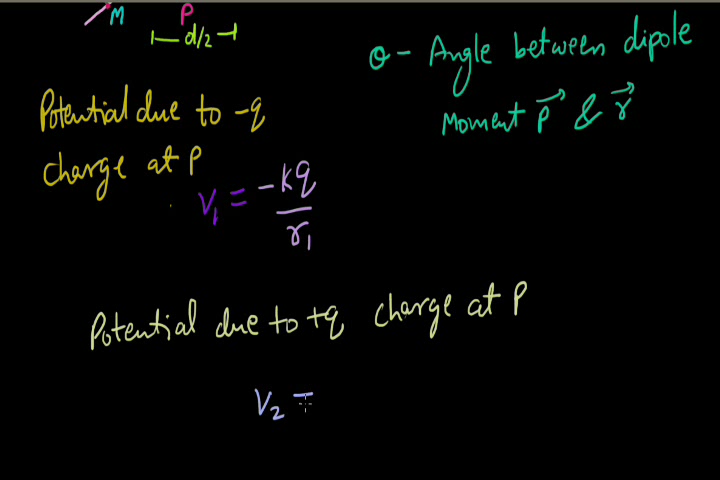 M P
d/2
θ - Angle between dipole
Moment p⃗ & r⃗
Potential due to -q
charge at P
V₁ = -kq/r₁
Potential due to +q charge at P
V₂ =